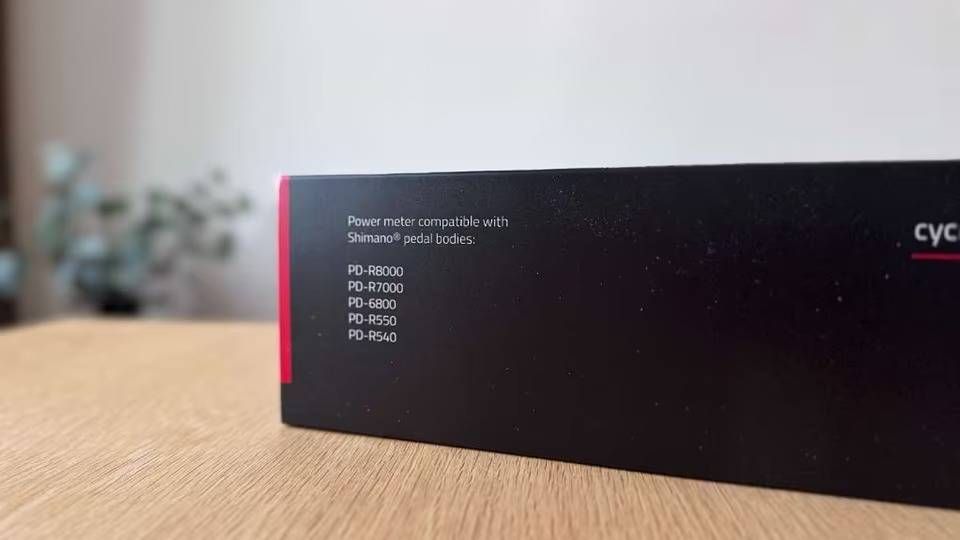 Power meter compatible with
Shimano® pedal bodies:
PD-R8000
PD-R7000
PD-6800
PD-R550
PD-R540
cyc